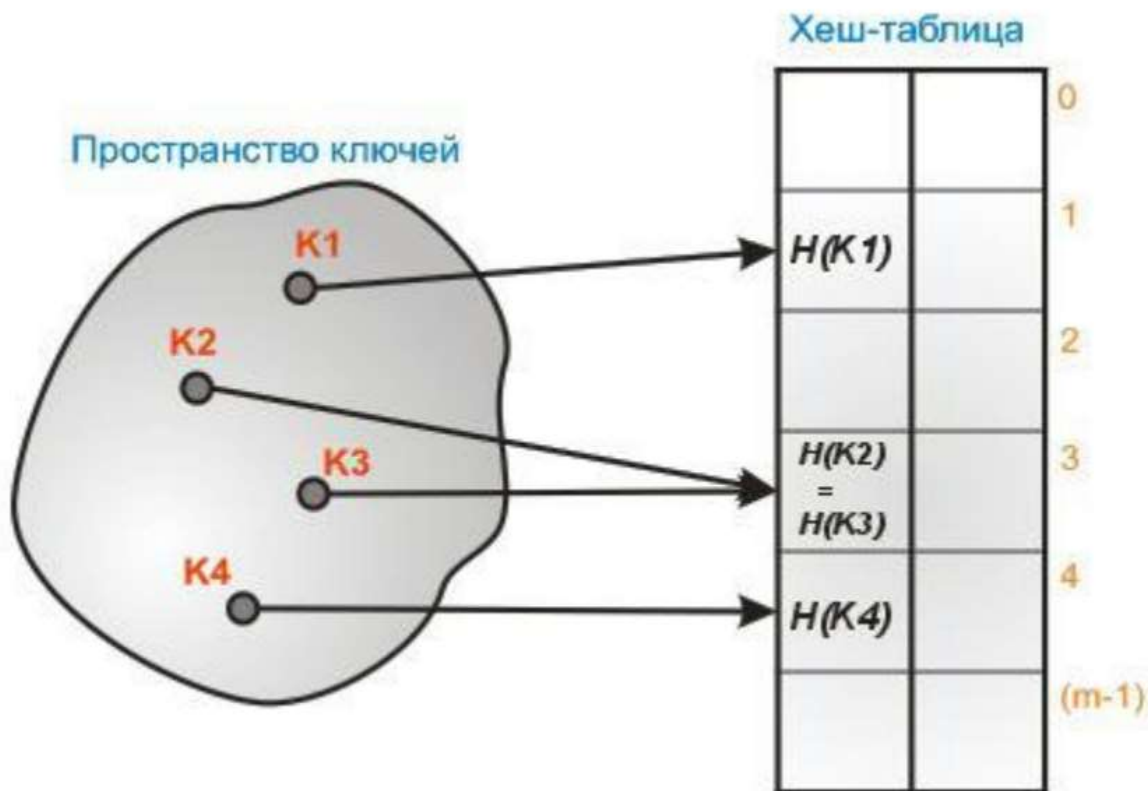 Хеш-таблица
Пространство ключей
0
K1
1
H(K1)
K2
2
K3
3
H(K2)
=
H(K3)
K4
4
H(K4)
(m-1)